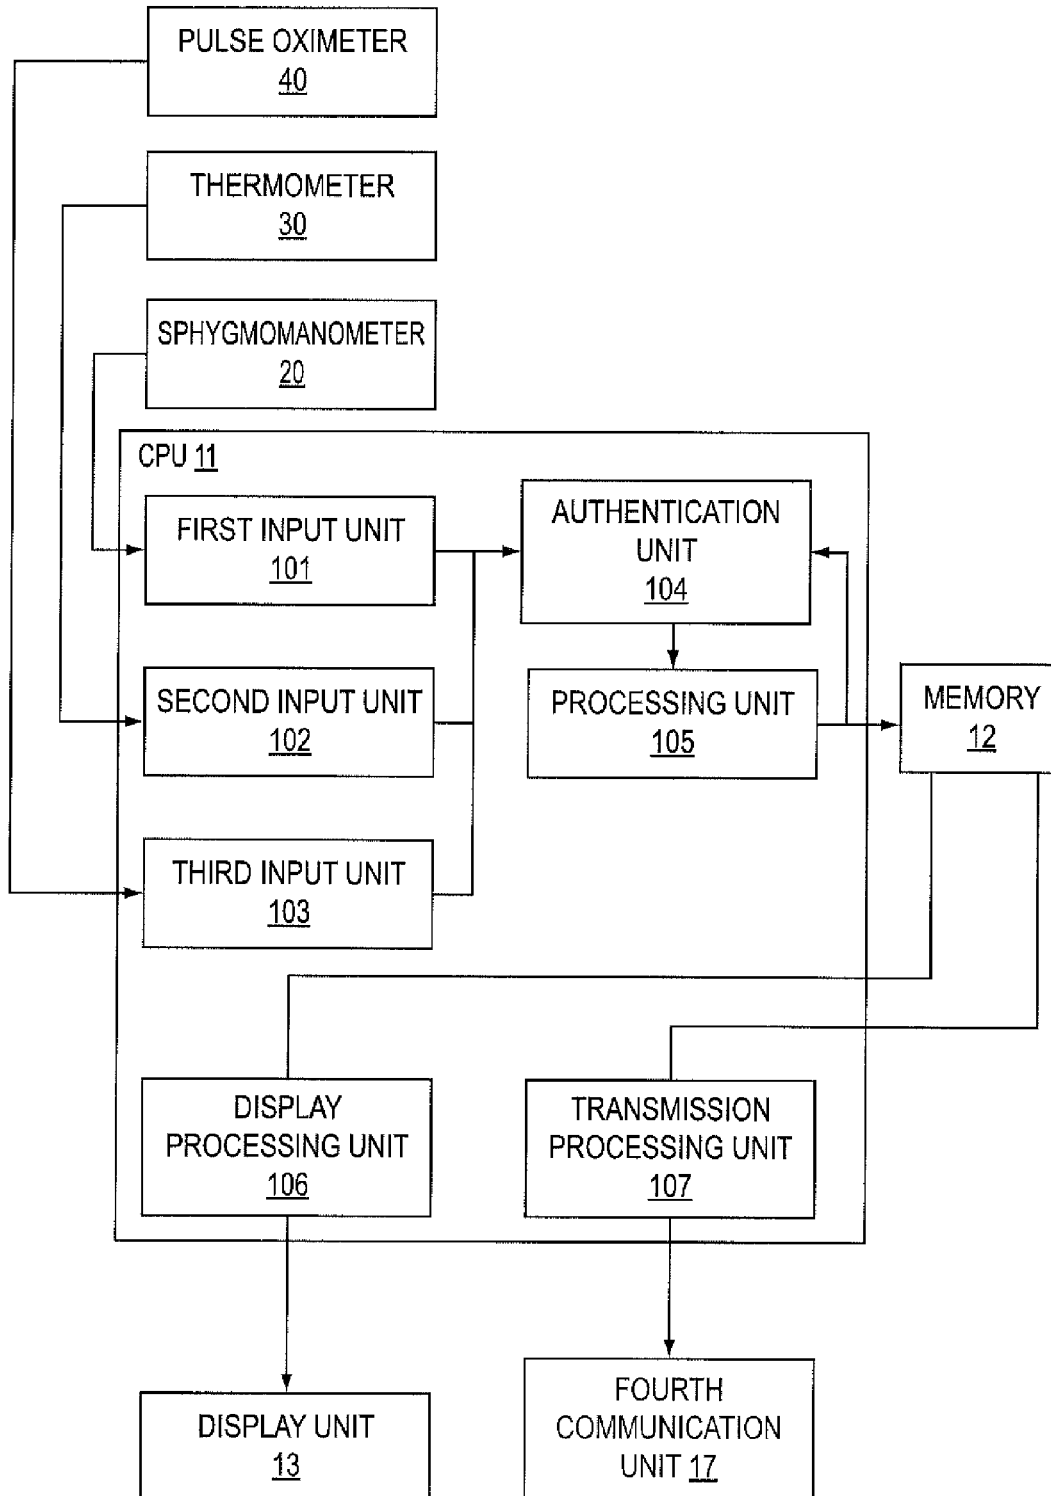 PULSE OXIMETER
40
THERMOMETER
30
SPHYGMOMANOMETER
20
CPU 11
FIRST INPUT UNIT
101
AUTHENTICATION
UNIT
104
SECOND INPUT UNIT
102
PROCESSING UNIT
105
MEMORY
12
THIRD INPUT UNIT
103
DISPLAY
PROCESSING UNIT
106
TRANSMISSION
PROCESSING UNIT
107
DISPLAY UNIT
13
FOURTH
COMMUNICATION
UNIT 17